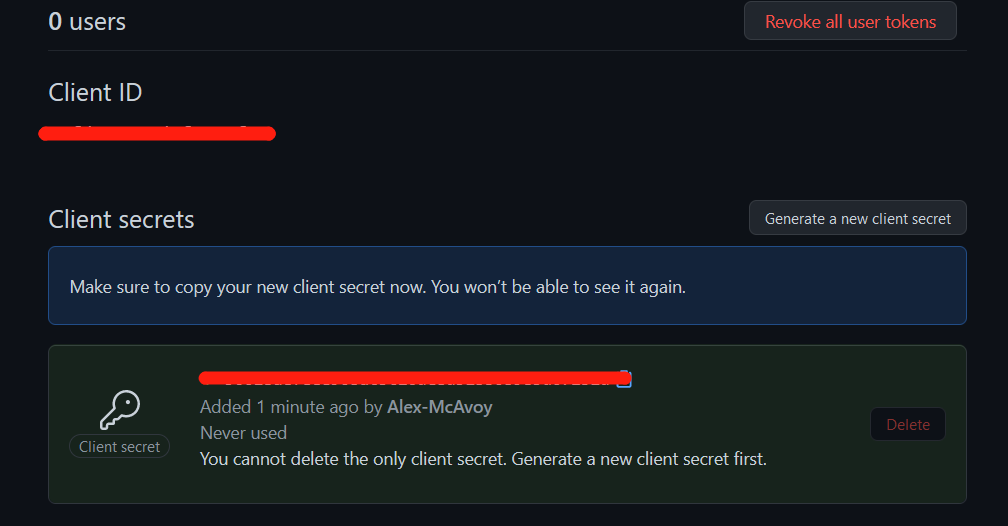 0 users
Revoke all user tokens
Client ID
Client secrets
Generate a new client secret
Make sure to copy your new client secret now. You won’t be able to see it again.
Added 1 minute ago by Alex-McAvoy
Client secret
Never used
You cannot delete the only client secret. Generate a new client secret first.
Delete